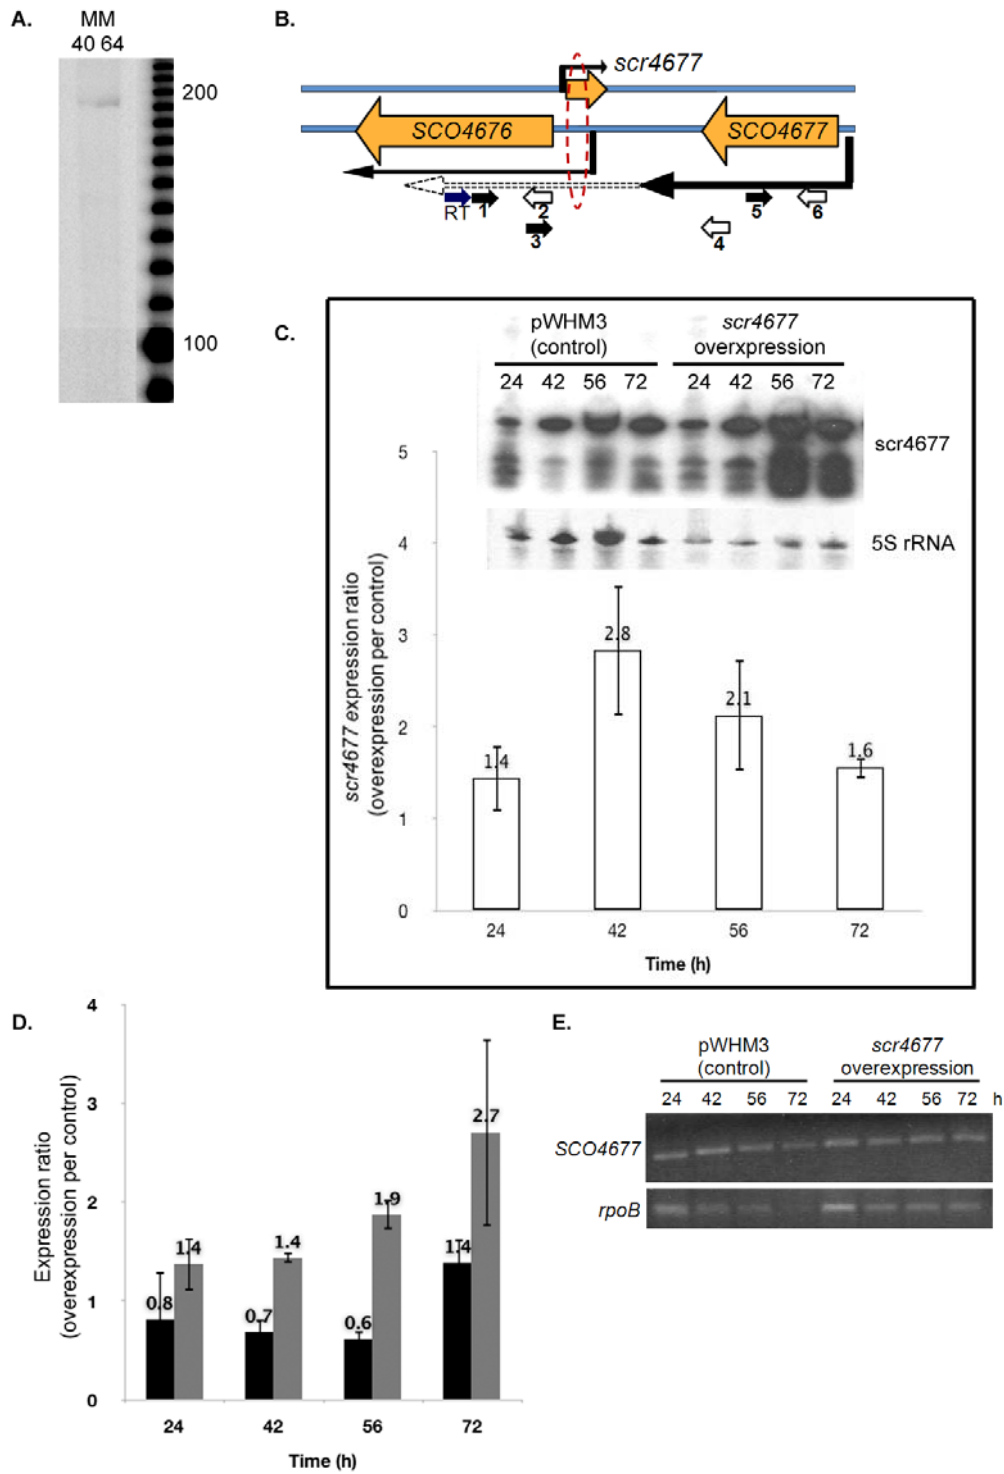 A.
MM
40 64
200
100
B.
scr4677
SCO4676
SCO4677
RT
1
2
3
4
5
6
C.
pWHM3
(control)
scr4677
overxpression
24 42 56 72 24 42 56 72
scr4677
5S rRNA
scr4677 expression ratio
(overexpression per control)
5
4
3
2
1
0
1.4
2.8
2.1
1.6
24 42 56 72
Time (h)
D.
Expression ratio
(overexpression per control)
4
3
2
1
0
0.8
1.4
0.7
1.4
0.6
1.9
1.4
2.7
24 42 56 72
Time (h)
E.
pWHM3
(control)
scr4677
overexpression
24 42 56 72 24 42 56 72 h
SCO4677
rpoB